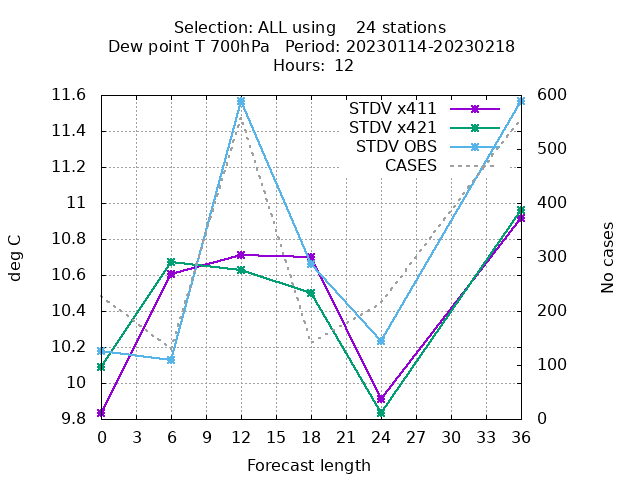 Selection: ALL using 24 stations
Dew point T 700hPa Period: 20230114-20230218
Hours: 12
STDV x411
STDV x421
STDV OBS
CASES
11.6
11.4
11.2
11
10.8
10.6
10.4
10.2
10
9.8
600
500
400
300
200
100
0
deg C
No cases
0 3 6 9 12 15 18 21 24 27 30 33 36
Forecast length